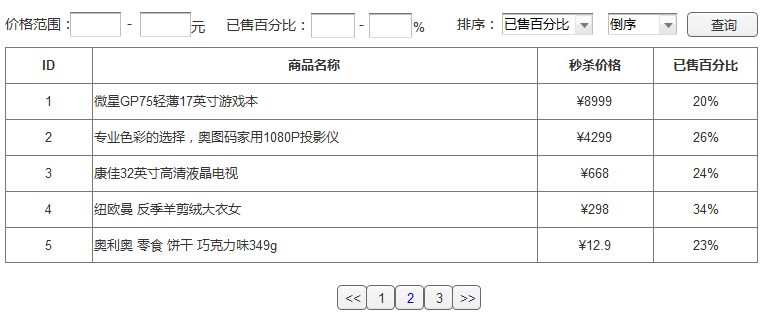 价格范围： - 元 已售百分比： - % 排序： 已售百分比 倒序 查询
ID 商品名称 秒杀价格 已售百分比
1 微星GP75轻薄17英寸游戏本 ¥8999 20%
2 专业色彩的选择，奥图码家用1080P投影仪 ¥4299 26%
3 康佳32英寸高清液晶电视 ¥668 24%
4 纽欧曼 反季羊剪绒大衣女 ¥298 34%
5 奥利奥 零食 饼干 巧克力味349g ¥12.9 23%
<< 1 2 3 >>